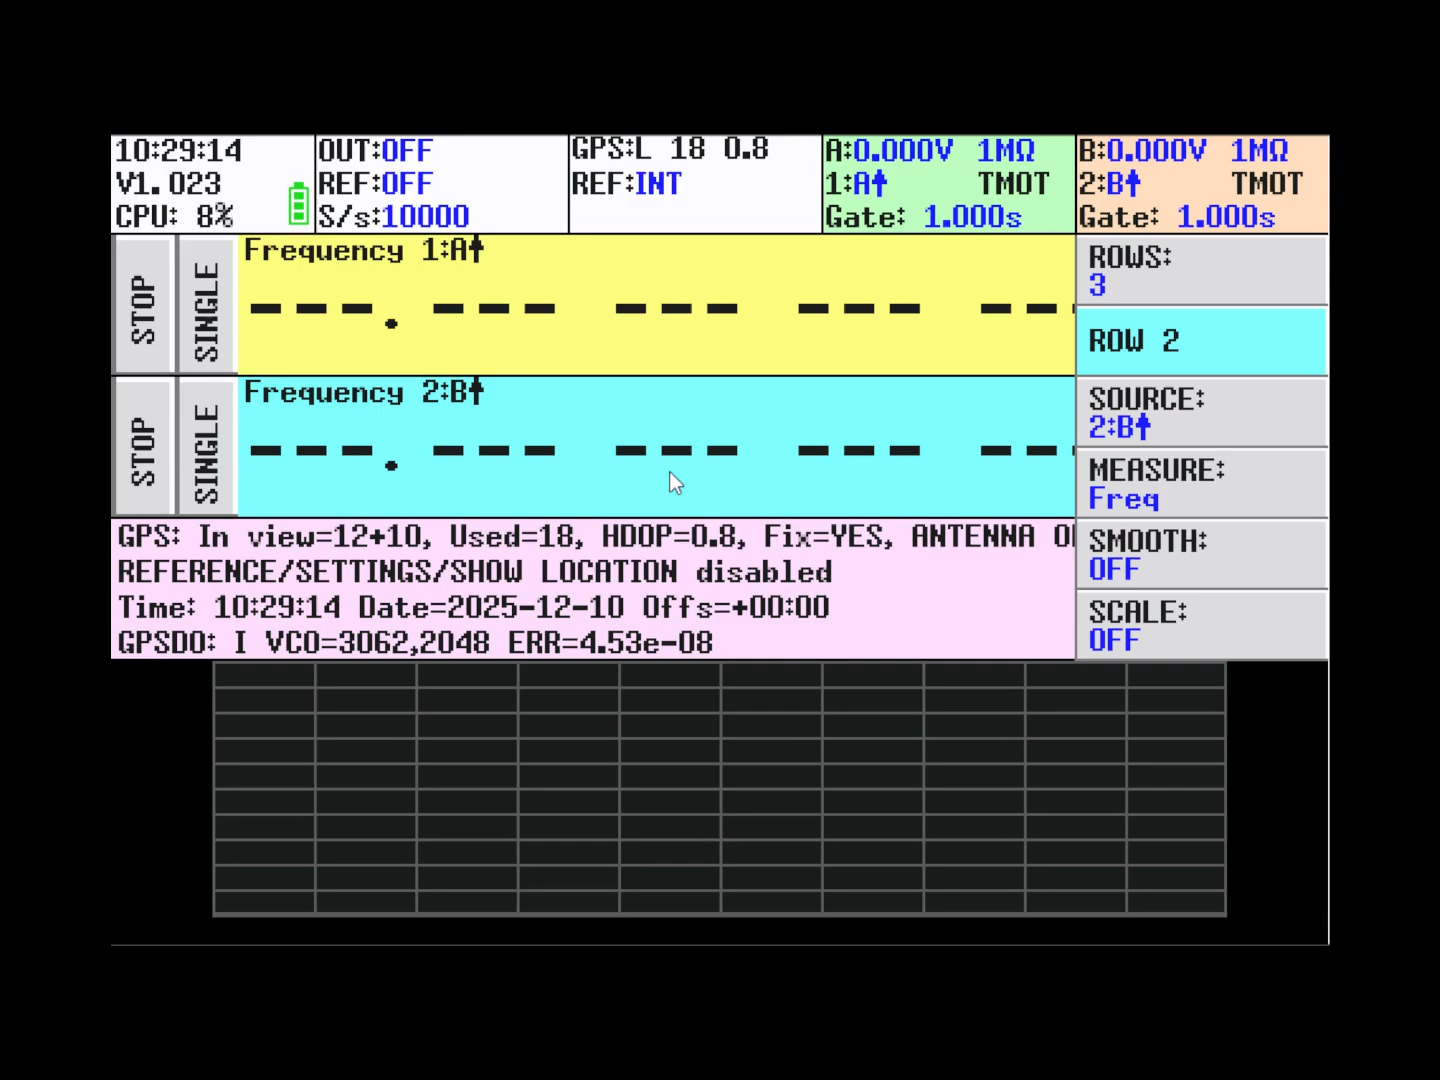 10:29:14
V1.023
CPU: 8%
OUT:OFF
REF:OFF
S/s:10000
GPS:L 18 0.8
REF:INT
A:0.000V 1MΩ
1:A↑ TMOT
Gate: 1.000s
B:0.000V 1MΩ
2:B↑ TMOT
Gate: 1.000s
STOP
SINGLE
Frequency 1:A↑
---.--- --- --- --
STOP
SINGLE
Frequency 2:B↑
---.--- --- --- --
GPS: In view=12+10, Used=18, HDOP=0.8, Fix=YES, ANTENNA
REFERENCE/SETTINGS/SHOW LOCATION disabled
Time: 10:29:14 Date=2025-12-10 Offs=+00:00
GPSDO: I VCO=3062,2048 ERR=4.53e-08
ROWS:
3
ROW 2
SOURCE:
2:B↑
MEASURE:
Freq
SMOOTH:
OFF
SCALE:
OFF